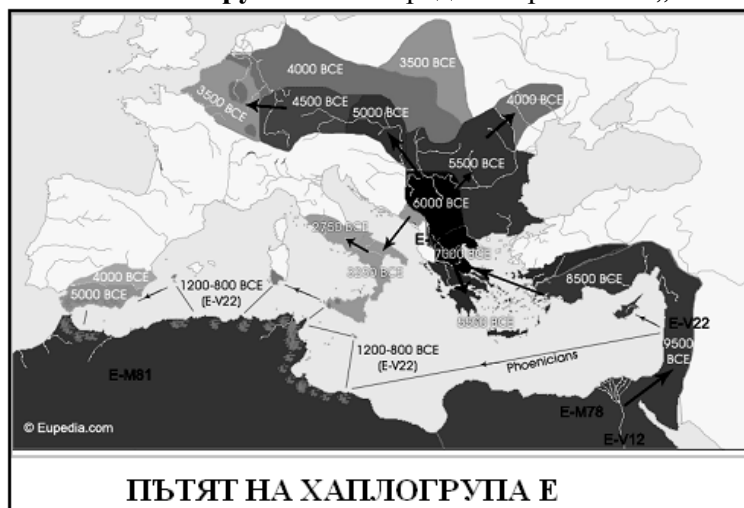 4000 BCE
3500 BCE
3500 BCE
4500 BCE
5000 BCE
4000 BCE
5500 BCE
6000 BCE
2750 BCE
E-
7000 BCE
4000 BCE
5000 BCE
1200-800 BCE
(E-V22)
8500 BCE
E-V22
9500
BCE
1200-800 BCE
(E-V22)
Phoenicians
E-M81
E-M78
E-V12
© Eupedia.com
ПЪТЯТ НА ХАПЛОГРУПА Е